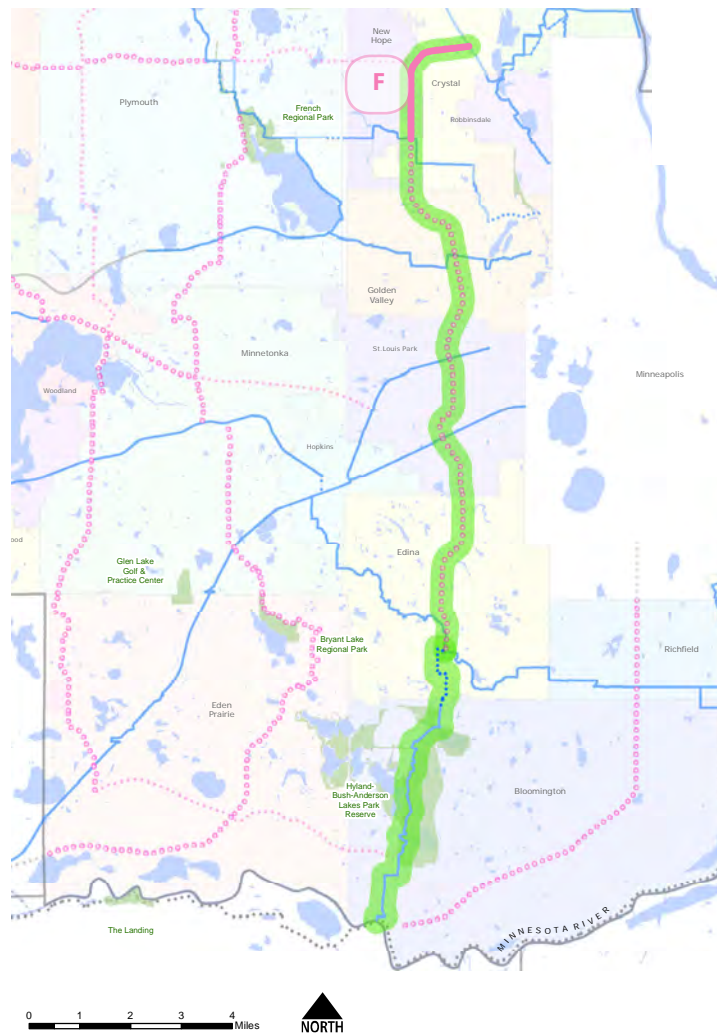 New
Hope
F
Crystal
Plymouth
French
Regional Park
Robbinsdale
Golden
Valley
Minnetonka
St. Louis Park
Minneapolis
Woodland
Hopkins
ood
Edina
Glen Lake
Golf &
Practice Center
Bryant Lake
Regional Park
Richfield
Eden
Prairie
Hyland-
Bush-Anderson
Lakes Park
Reserve
Bloomington
The Landing
MINNESOTA RIVER
0 1 2 3 4
Miles
NORTH